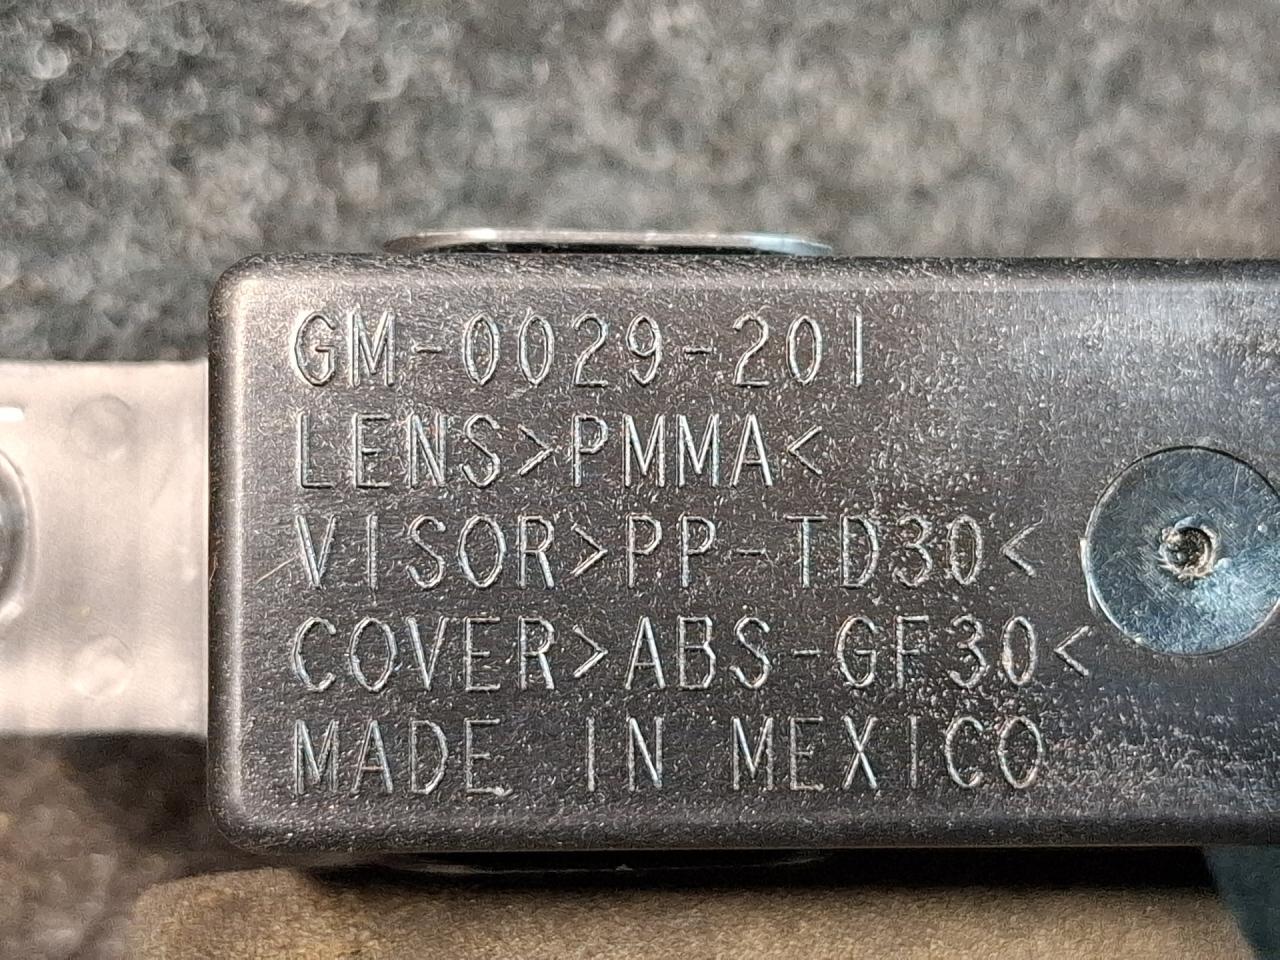 GM-0029-201
LENS>PMMA<
VISOR>PP-TD30<
COVER>ABS-GF30<
MADE IN MEXICO